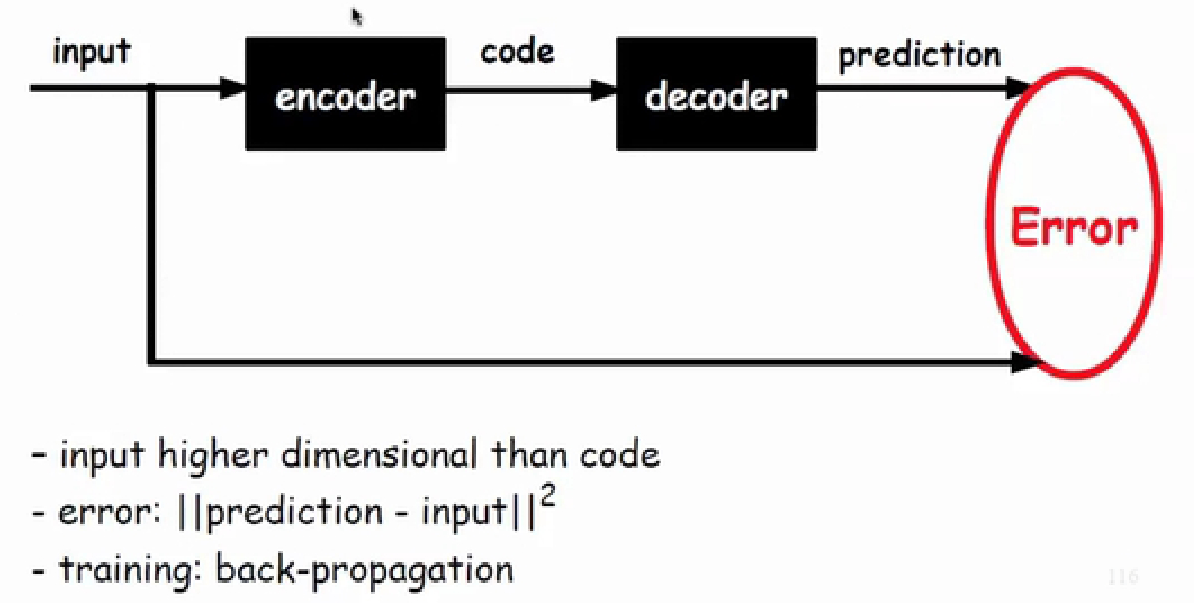 input
code
prediction
encoder
decoder
Error
- input higher dimensional than code
- error: ||prediction - input||²
- training: back-propagation
116